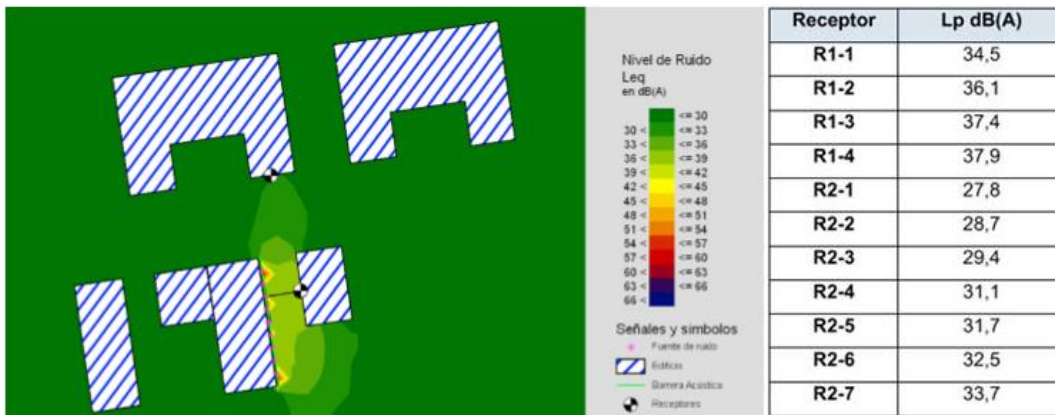 Nivel de Ruido
Leq
en dB(A)
<= 30
30 < <= 33
33 < <= 36
36 < <= 39
39 < <= 42
42 < <= 45
45 < <= 48
48 < <= 51
51 < <= 54
54 < <= 57
57 < <= 60
60 < <= 63
63 < <= 66
66 <
Señales y simbolos
Fuente de ruido
Edificios
Barrera Acústica
Receptores
Receptor Lp dB(A)
R1-1 34,5
R1-2 36,1
R1-3 37,4
R1-4 37,9
R2-1 27,8
R2-2 28,7
R2-3 29,4
R2-4 31,1
R2-5 31,7
R2-6 32,5
R2-7 33,7